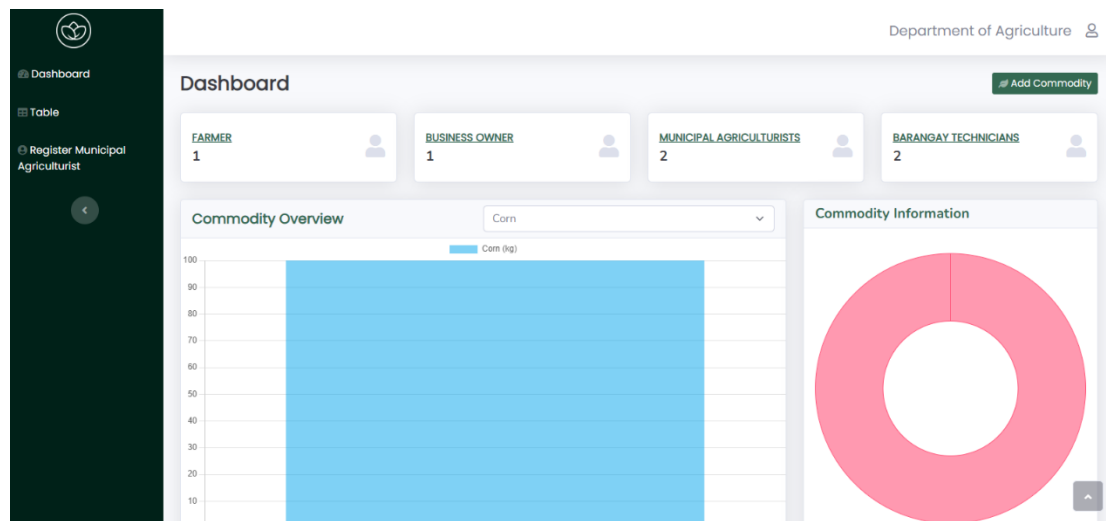 Department of Agriculture
Dashboard
Table
Register Municipal
Agriculturist
Dashboard
Add Commodity
FARMER
1
BUSINESS OWNER
1
MUNICIPAL AGRICULTURISTS
2
BARANGAY TECHNICIANS
2
Commodity Overview
Corn
Corn (kg)
100
90
80
70
60
50
40
30
20
10
Commodity Information